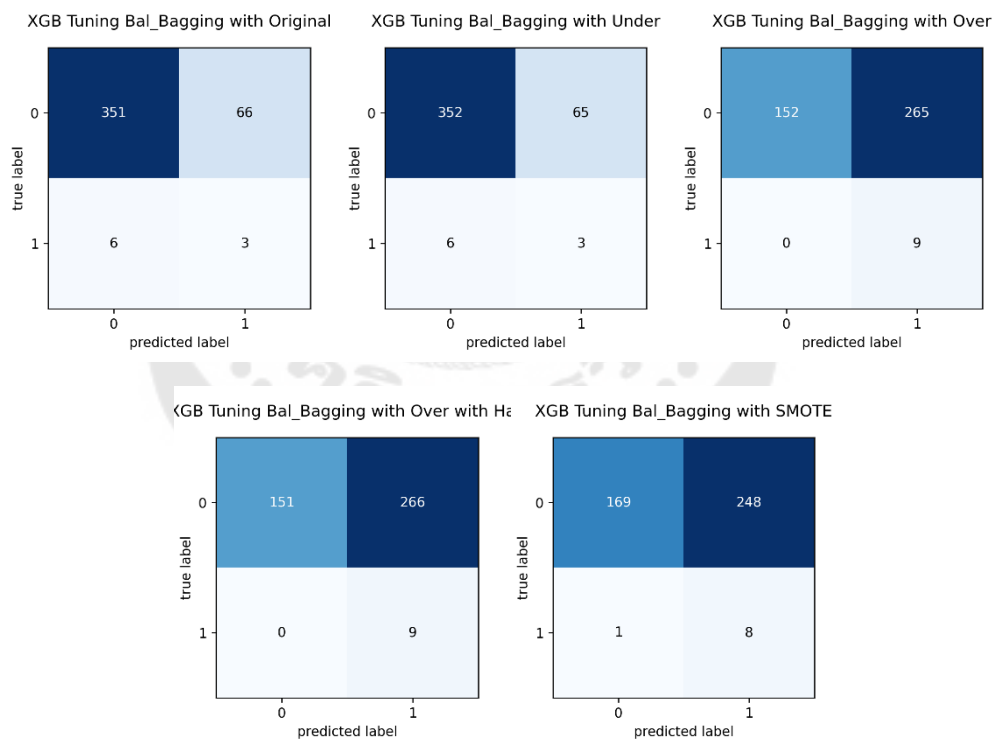 XGB Tuning Bal_Bagging with Original
0
351
66
true label
1
6
3
0
1
predicted label
XGB Tuning Bal_Bagging with Under
0
352
65
true label
1
6
3
0
1
predicted label
XGB Tuning Bal_Bagging with Over
0
152
265
true label
1
0
9
0
1
predicted label
XGB Tuning Bal_Bagging with Over with Ha
0
151
266
true label
1
0
9
0
1
predicted label
XGB Tuning Bal_Bagging with SMOTE
0
169
248
true label
1
1
8
0
1
predicted label